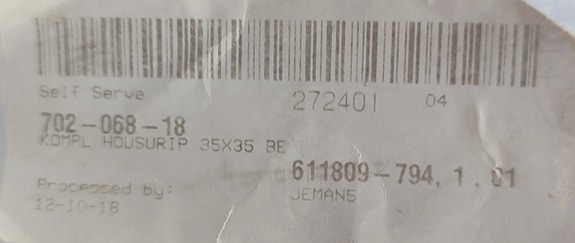 Self Serve
272401 04
702-068-18
KOMPL HOUSURIP 35X35 BE
611809-794, 1 , 01
Processed by:
JEMAN5
12-10-18